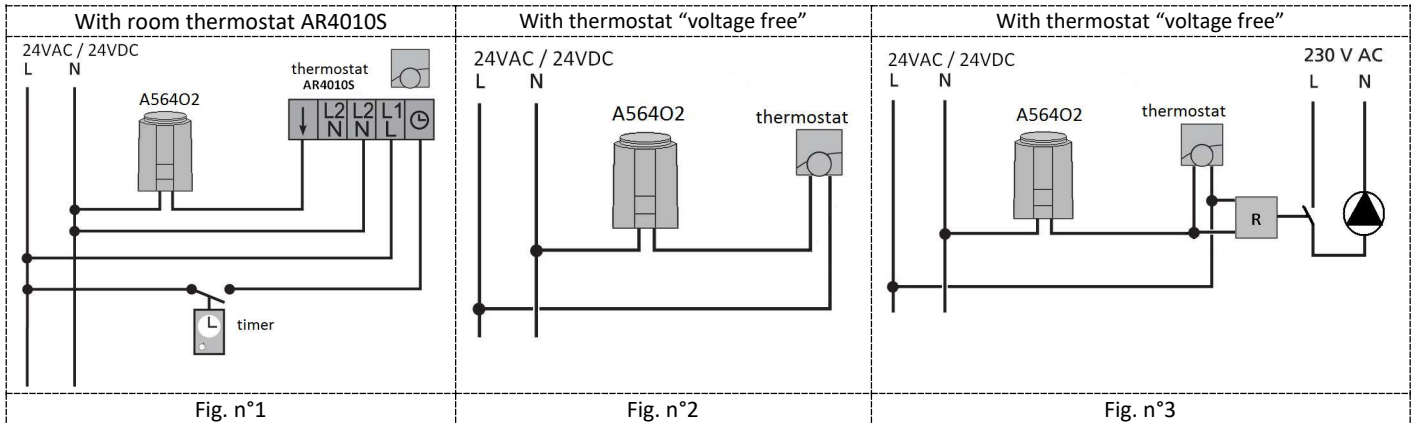 With room thermostat AR4010S
24VAC / 24VDC
L N
thermostat
AR4010S
A564O2
↓ L2 N L2 N L1 L
timer
Fig. n°1
With thermostat “voltage free”
24VAC / 24VDC
L N
A564O2
thermostat
Fig. n°2
With thermostat “voltage free”
24VAC / 24VDC
L N
A564O2
thermostat
R
230 V AC
L N
Fig. n°3